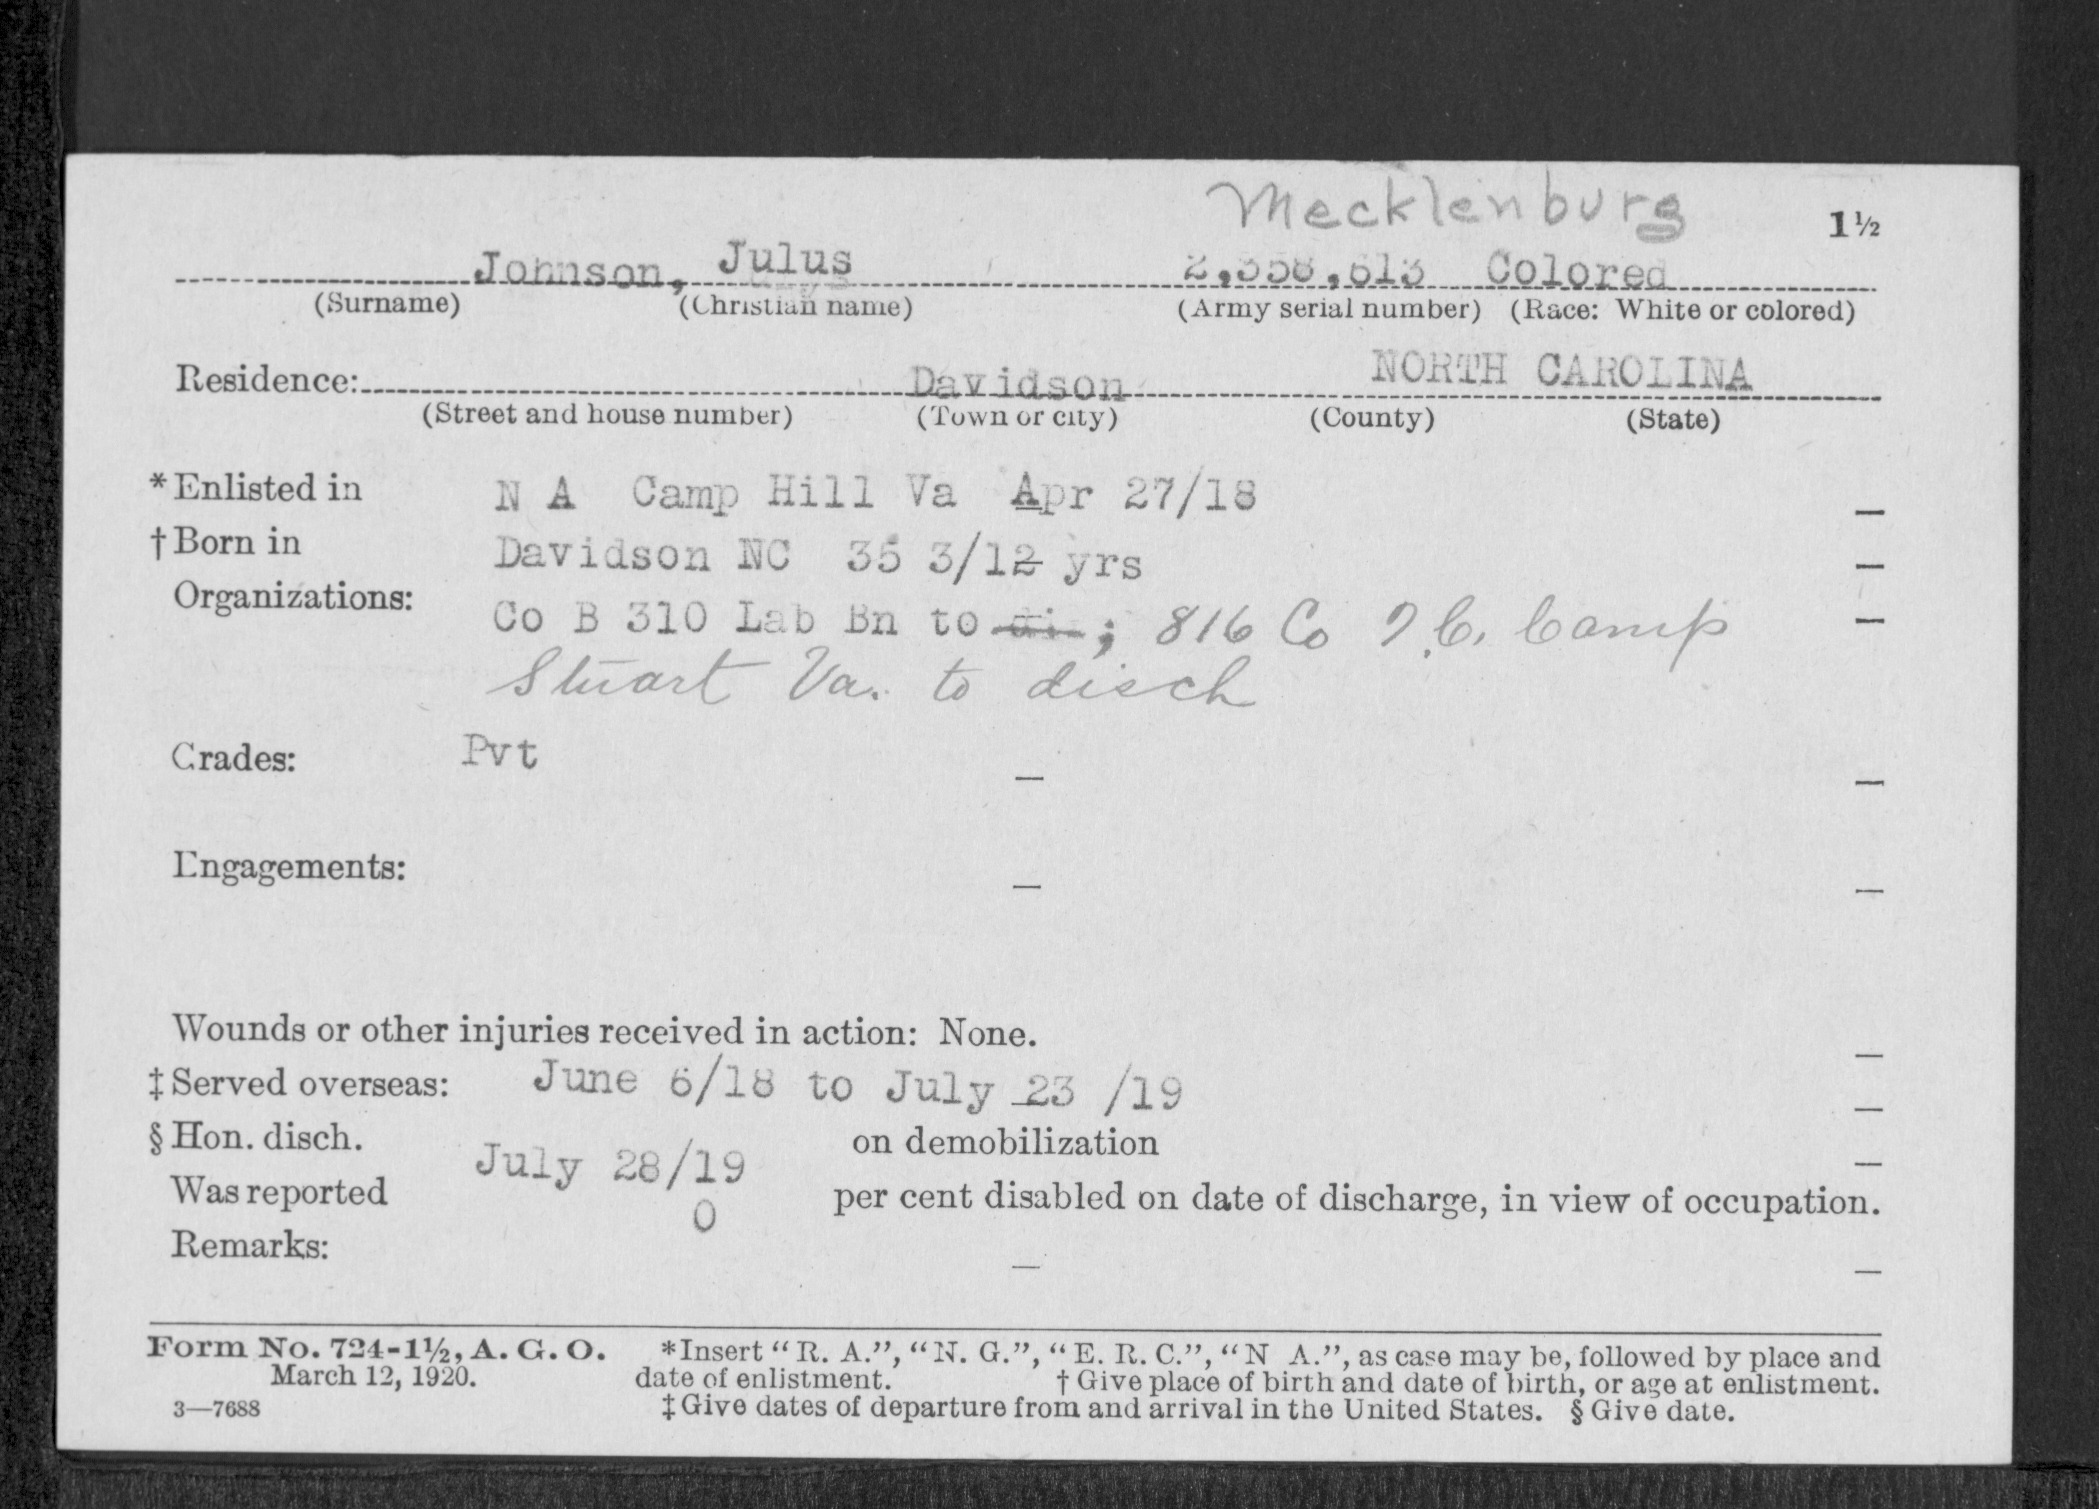 Mecklenburg
1½
Johnson, Julus 2,358,613 Colored
(Surname) (Christian name) (Army serial number) (Race: White or colored)
Residence: Davidson NORTH CAROLINA
(Street and house number) (Town or city) (County) (State)
*Enlisted in N A Camp Hill Va Apr 27/18 —
†Born in Davidson NC 35 3/12 yrs —
Organizations: Co B 310 Lab Bn to ; 816 Co T.C. Camp —
Stuart Va. to disch
Grades: Pvt — —
Engagements: — —
Wounds or other injuries received in action: None. —
‡Served overseas: June 6/18 to July 23 /19 —
§Hon. disch. July 28/19 on demobilization —
Was reported 0 per cent disabled on date of discharge, in view of occupation.
Remarks: — —
Form No. 724-1½, A. G. O. *Insert "R. A.", "N. G.", "E. R. C.", "N A.", as case may be, followed by place and
March 12, 1920. date of enlistment. †Give place of birth and date of birth, or age at enlistment.
3—7688 ‡Give dates of departure from and arrival in the United States. §Give date.